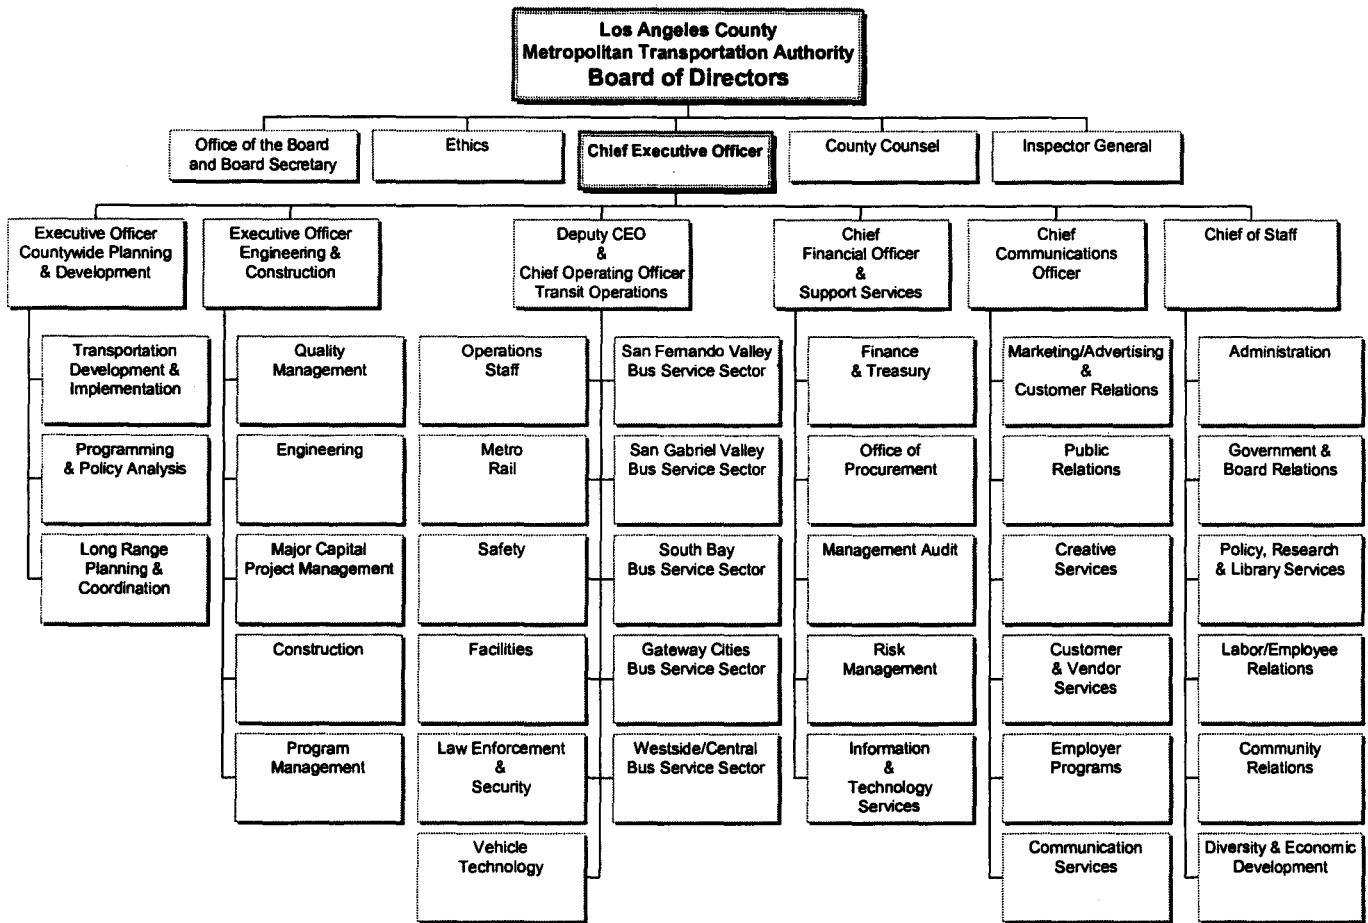 Los Angeles County
Metropolitan Transportation Authority
Board of Directors
Office of the Board
and Board Secretary
Ethics
Chief Executive Officer
County Counsel
Inspector General
Executive Officer
Countywide Planning
& Development
Executive Officer
Engineering &
Construction
Deputy CEO
&
Chief Operating Officer
Transit Operations
Chief
Financial Officer
&
Support Services
Chief
Communications
Officer
Chief of Staff
Transportation
Development &
Implementation
Programming
& Policy Analysis
Long Range
Planning &
Coordination
Quality
Management
Engineering
Major Capital
Project Management
Construction
Program
Management
Operations
Staff
Metro
Rail
Safety
Facilities
Law Enforcement
&
Security
Vehicle
Technology
San Fernando Valley
Bus Service Sector
San Gabriel Valley
Bus Service Sector
South Bay
Bus Service Sector
Gateway Cities
Bus Service Sector
Westside/Central
Bus Service Sector
Finance
& Treasury
Office of
Procurement
Management Audit
Risk
Management
Information
&
Technology
Services
Marketing/Advertising
&
Customer Relations
Public
Relations
Creative
Services
Customer
& Vendor
Services
Employer
Programs
Communication
Services
Administration
Government &
Board Relations
Policy, Research
& Library Services
Labor/Employee
Relations
Community
Relations
Diversity & Economic
Development